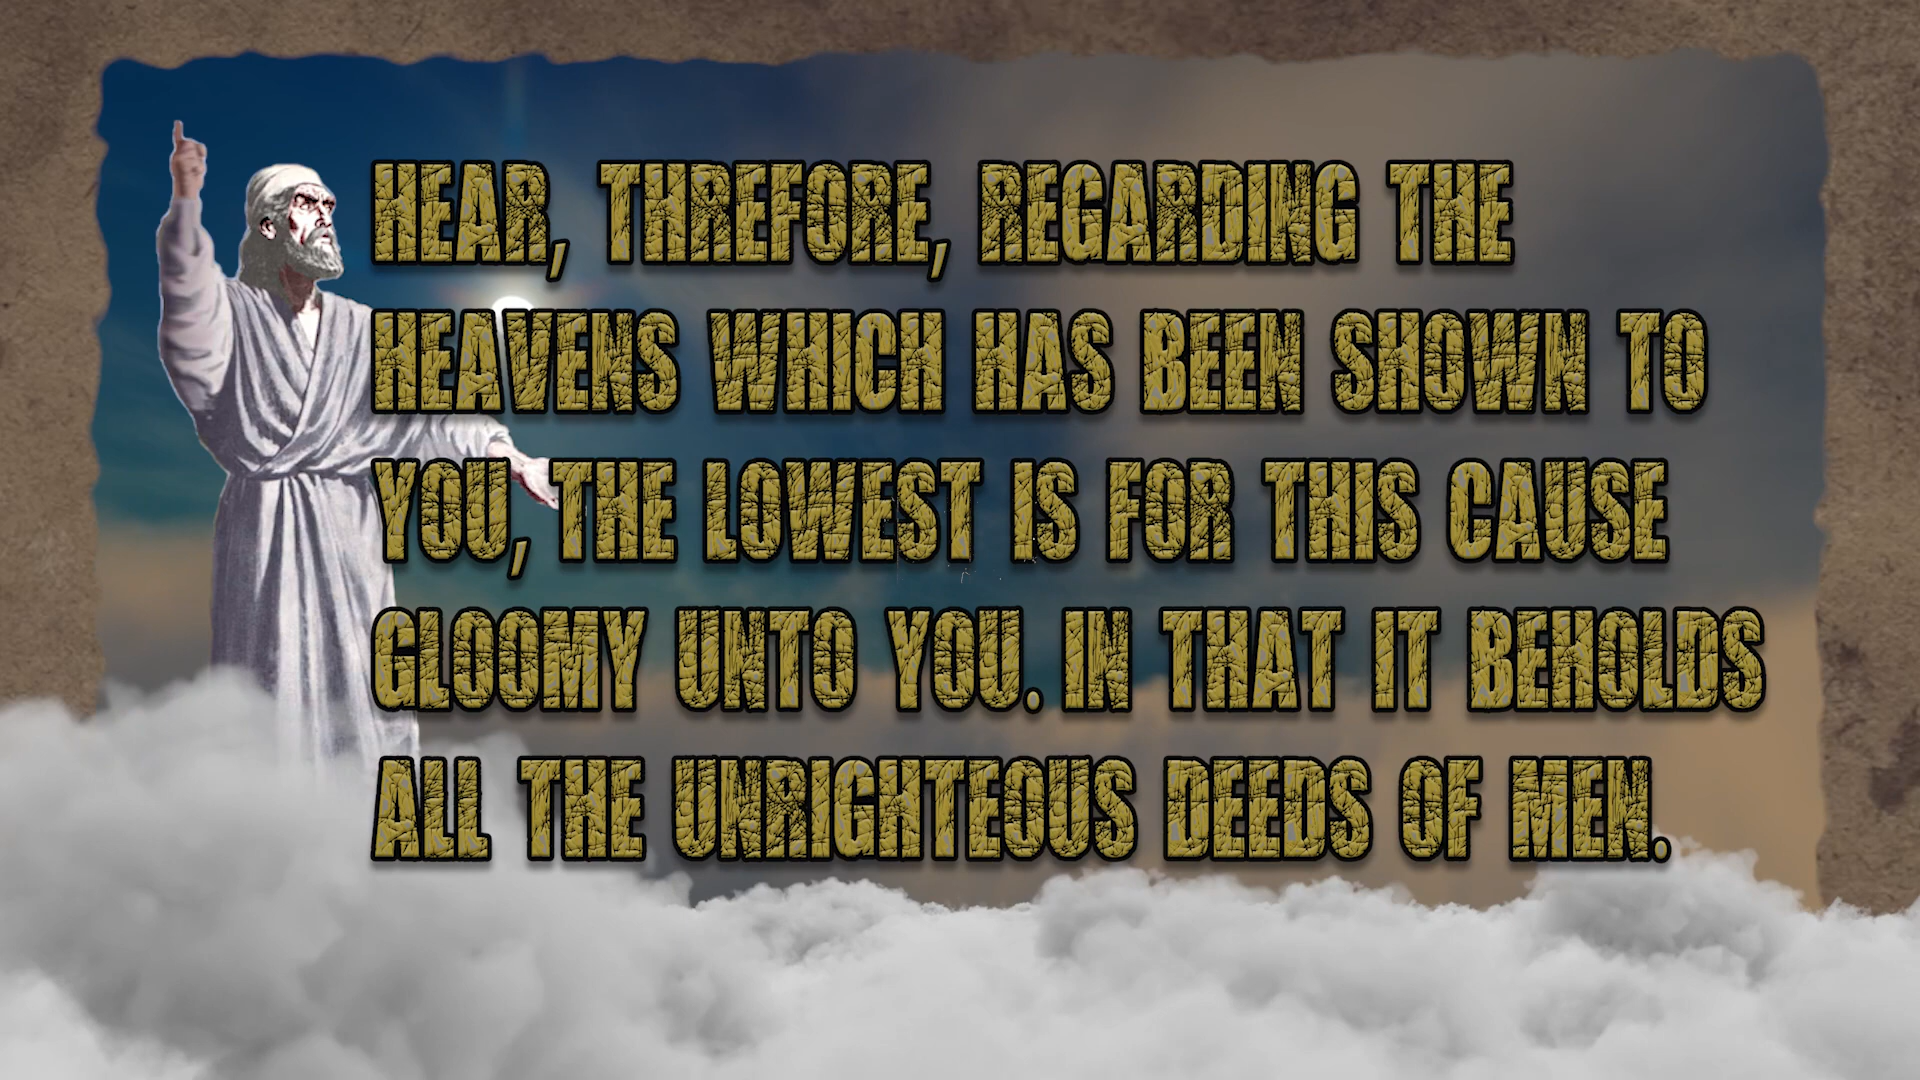 HEAR, THREFORE, REGARDING THE
HEAVENS WHICH HAS BEEN SHOWN TO
YOU, THE LOWEST IS FOR THIS CAUSE
GLOOMY UNTO YOU. IN THAT IT BEHOLDS
ALL THE UNRIGHTEOUS DEEDS OF MEN.